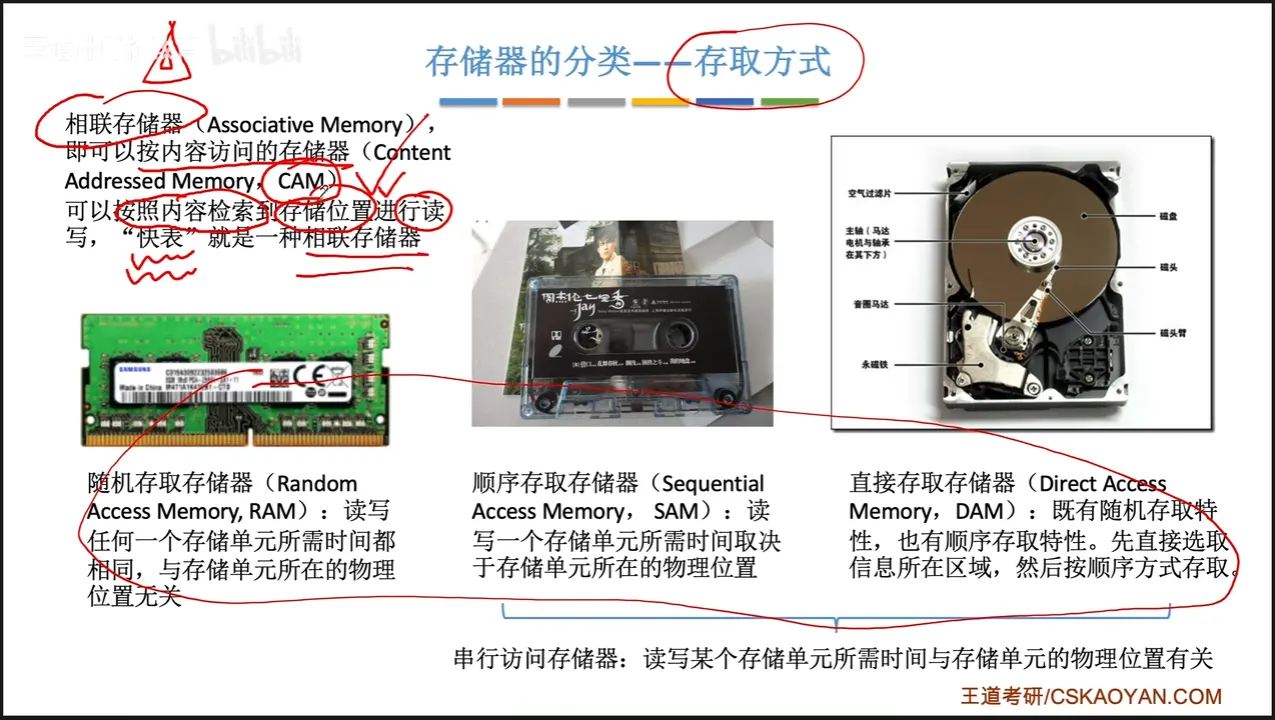 bilibili
存储器的分类——存取方式
相联存储器（Associative Memory），
即可以按内容访问的存储器（Content
Addressed Memory，CAM）
可以按照内容检索到存储位置进行读
写，“快表”就是一种相联存储器
空气过滤片
主轴（马达
电机与轴承
在其下方）
音圈马达
永磁铁
磁盘
磁头
磁头臂
SAMSUNG
Made in China
周杰伦七里香
Jay
随机存取存储器（Random
Access Memory, RAM）：读写
任何一个存储单元所需时间都
相同，与存储单元所在的物理
位置无关
顺序存取存储器（Sequential
Access Memory， SAM）：读
写一个存储单元所需时间取决
于存储单元所在的物理位置
直接存取存储器（Direct Access
Memory，DAM）：既有随机存取特
性，也有顺序存取特性。先直接选取
信息所在区域，然后按顺序方式存取。
串行访问存储器：读写某个存储单元所需时间与存储单元的物理位置有关
王道考研/CSKAOYAN.COM